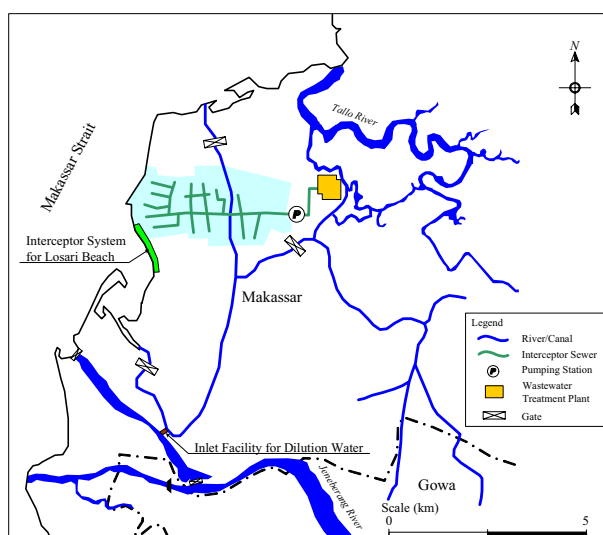 N
Tallo River
Makassar Strait
P
Interceptor System
for Losari Beach
Makassar
Legend
River/Canal
Interceptor Sewer
P
Pumping Station
Wastewater
Treatment Plant
Gate
Inlet Facility for Dilution Water
Jeneberang River
Gowa
Scale (km)
0
5